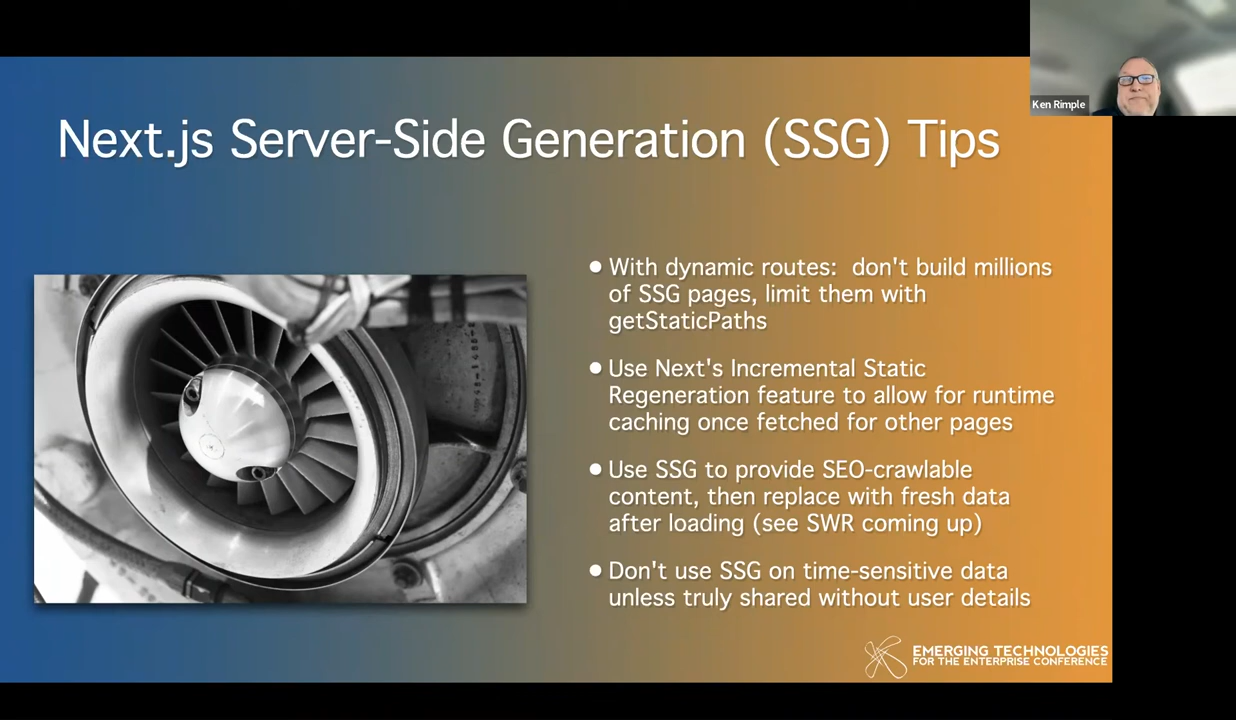 Ken Rimple
Next.js Server-Side Generation (SSG) Tips
● With dynamic routes:  don't build millions
of SSG pages, limit them with
getStaticPaths
● Use Next's Incremental Static
Regeneration feature to allow for runtime
caching once fetched for other pages
● Use SSG to provide SEO-crawlable
content, then replace with fresh data
after loading (see SWR coming up)
● Don't use SSG on time-sensitive data
unless truly shared without user details
EMERGING TECHNOLOGIES
FOR THE ENTERPRISE CONFERENCE